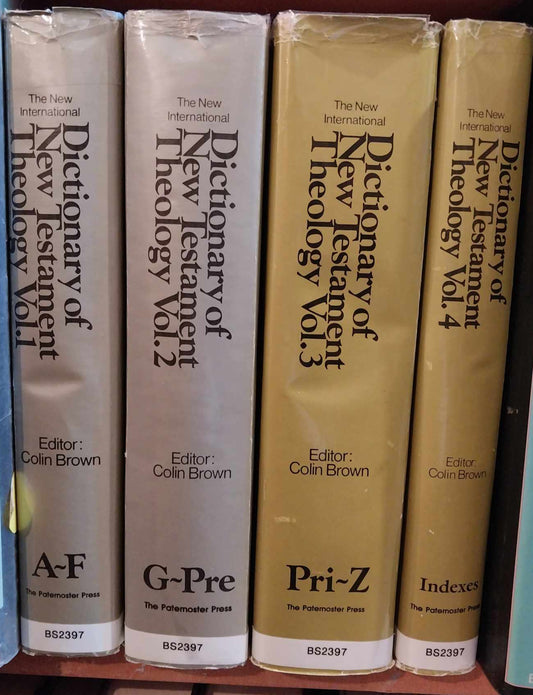 The New
International
Dictionary of
New Testament
Theology Vol.1
Editor:
Colin Brown
A~F
The Paternoster Press
BS2397
The New
International
Dictionary of
New Testament
Theology Vol.2
Editor:
Colin Brown
G~Pre
The Paternoster Press
BS2397
The New
International
Dictionary of
New Testament
Theology Vol.3
Editor:
Colin Brown
Pri~Z
The Paternoster Press
BS2397
The New
International
Dictionary of
New Testament
Theology Vol.4
Editor:
Colin Brown
Indexes
The Paternoster Press
BS2397